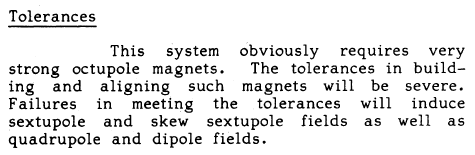 Tolerances
This system obviously requires very
strong octupole magnets. The tolerances in build-
ing and aligning such magnets will be severe.
Failures in meeting the tolerances will induce
sextupole and skew sextupole fields as well as
quadrupole and dipole fields.